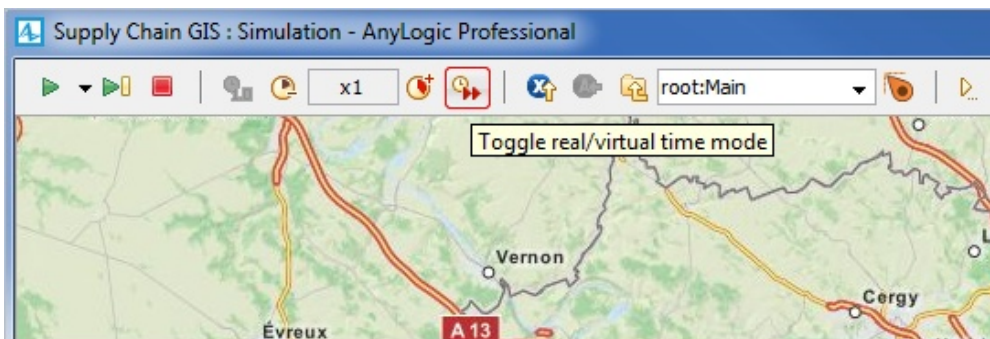 Supply Chain GIS : Simulation - AnyLogic Professional
x1
root:Main
Toggle real/virtual time mode
Vernon
Cergy
Évreux
A 13